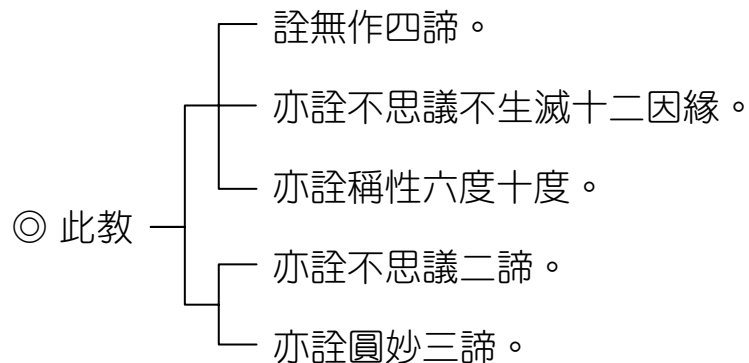 ◎ 此教
詮無作四諦。
亦詮不思議不生滅十二因緣。
亦詮稱性六度十度。
亦詮不思議二諦。
亦詮圓妙三諦。